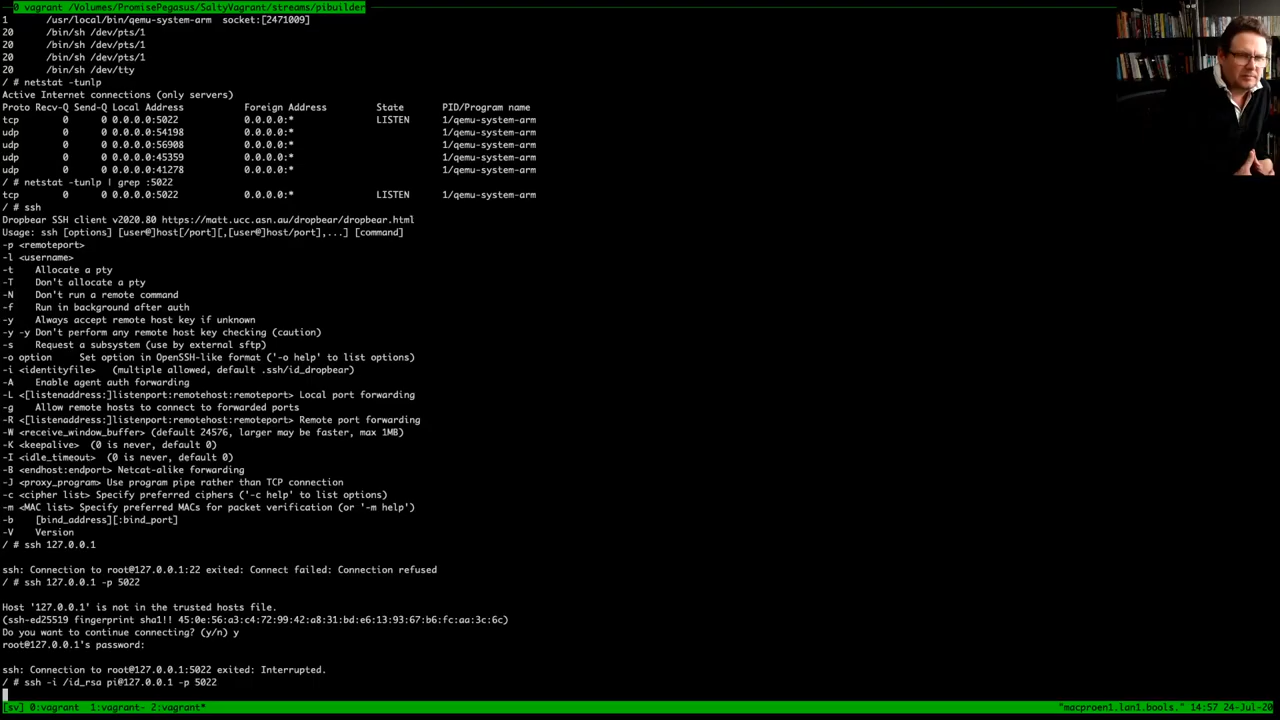 0 vagrant /Volumes/PromisePegasus/SaltyVagrant/streams/pibuilder
1       /usr/local/bin/qemu-system-arm  socket:[2471009]
20      /bin/sh /dev/pts/1
20      /bin/sh /dev/pts/1
20      /bin/sh /dev/pts/1
20      /bin/sh /dev/tty
/ # netstat -tunlp
Active Internet connections (only servers)
Proto Recv-Q Send-Q Local Address           Foreign Address         State       PID/Program name
tcp        0      0 0.0.0.0:5022            0.0.0.0:*               LISTEN      1/qemu-system-arm
udp        0      0 0.0.0.0:54198           0.0.0.0:*                           1/qemu-system-arm
udp        0      0 0.0.0.0:56908           0.0.0.0:*                           1/qemu-system-arm
udp        0      0 0.0.0.0:45359           0.0.0.0:*                           1/qemu-system-arm
udp        0      0 0.0.0.0:41278           0.0.0.0:*                           1/qemu-system-arm
/ # netstat -tunlp | grep :5022
tcp        0      0 0.0.0.0:5022            0.0.0.0:*               LISTEN      1/qemu-system-arm
/ # ssh
Dropbear SSH client v2020.80 https://matt.ucc.asn.au/dropbear/dropbear.html
Usage: ssh [options] [user@]host[/port][,[user@]host/port],...] [command]
-p <remoteport>
-l <username>
-t    Allocate a pty
-T    Don't allocate a pty
-N    Don't run a remote command
-f    Run in background after auth
-y    Always accept remote host key if unknown
-y -y Don't perform any remote host key checking (caution)
-s    Request a subsystem (use by external sftp)
-o option     Set option in OpenSSH-like format ('-o help' to list options)
-i <identityfile>   (multiple allowed, default .ssh/id_dropbear)
-A    Enable agent auth forwarding
-L <[listenaddress:]listenport:remotehost:remoteport> Local port forwarding
-g    Allow remote hosts to connect to forwarded ports
-R <[listenaddress:]listenport:remotehost:remoteport> Remote port forwarding
-W <receive_window_buffer> (default 24576, larger may be faster, max 1MB)
-K <keepalive>  (0 is never, default 0)
-I <idle_timeout>  (0 is never, default 0)
-B <endhost:endport> Netcat-alike forwarding
-J <proxy_program> Use program pipe rather than TCP connection
-c <cipher list> Specify preferred ciphers ('-c help' to list options)
-m <MAC list> Specify preferred MACs for packet verification (or '-m help')
-b    [bind_address][:bind_port]
-V    Version
/ # ssh 127.0.0.1
ssh: Connection to root@127.0.0.1:22 exited: Connect failed: Connection refused
/ # ssh 127.0.0.1 -p 5022
Host '127.0.0.1' is not in the trusted hosts file.
(ssh-ed25519 fingerprint sha1!! 45:0e:56:a3:c4:72:99:42:a8:31:bd:e6:13:93:67:b6:fc:aa:3c:6c)
Do you want to continue connecting? (y/n) y
root@127.0.0.1's password:
ssh: Connection to root@127.0.0.1:5022 exited: Interrupted.
/ # ssh -i /id_rsa pi@127.0.0.1 -p 5022
[sv] 0:vagrant  1:vagrant- 2:vagrant*                    "macproen1.lan1.bools." 14:57 24-Jul-20